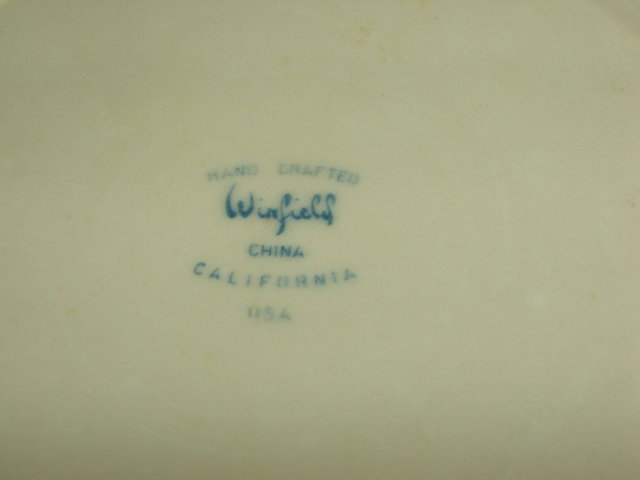 HAND CRAFTED
Winfield
CHINA
CALIFORNIA
USA